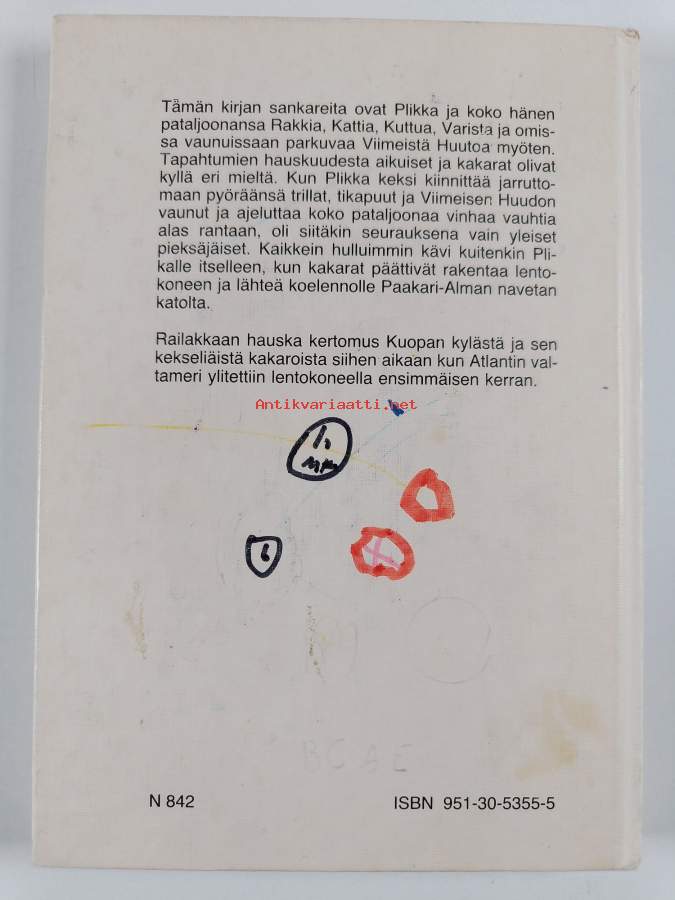 Tämän kirjan sankareita ovat Plikka ja koko hänen
pataljoonansa Rakkia, Kattia, Kuttua, Varista ja omis-
sa vaunuissaan parkuvaa Viimeistä Huutoa myöten.
Tapahtumien hauskuudesta aikuiset ja kakarat olivat
kyllä eri mieltä. Kun Plikka keksi kiinnittää jarrutto-
maan pyöräänsä trillat, tikapuut ja Viimeisen Huudon
vaunut ja ajeluttaa koko pataljoonaa vinhaa vauhtia
alas rantaan, oli siitäkin seurauksena vain yleiset
pieksäjäiset. Kaikkein hulluimmin kävi kuitenkin Pli-
kalle itselleen, kun kakarat päättivät rakentaa lento-
koneen ja lähteä koelennolle Paakari-Alman navetan
katolta.
Railakkaan hauska kertomus Kuopan kylästä ja sen
kekseliäistä kakaroista siihen aikaan kun Atlantin val-
tameri ylitettiin lentokoneella ensimmäisen kerran.
Antikvariaatti.net
N 842
ISBN 951-30-5355-5